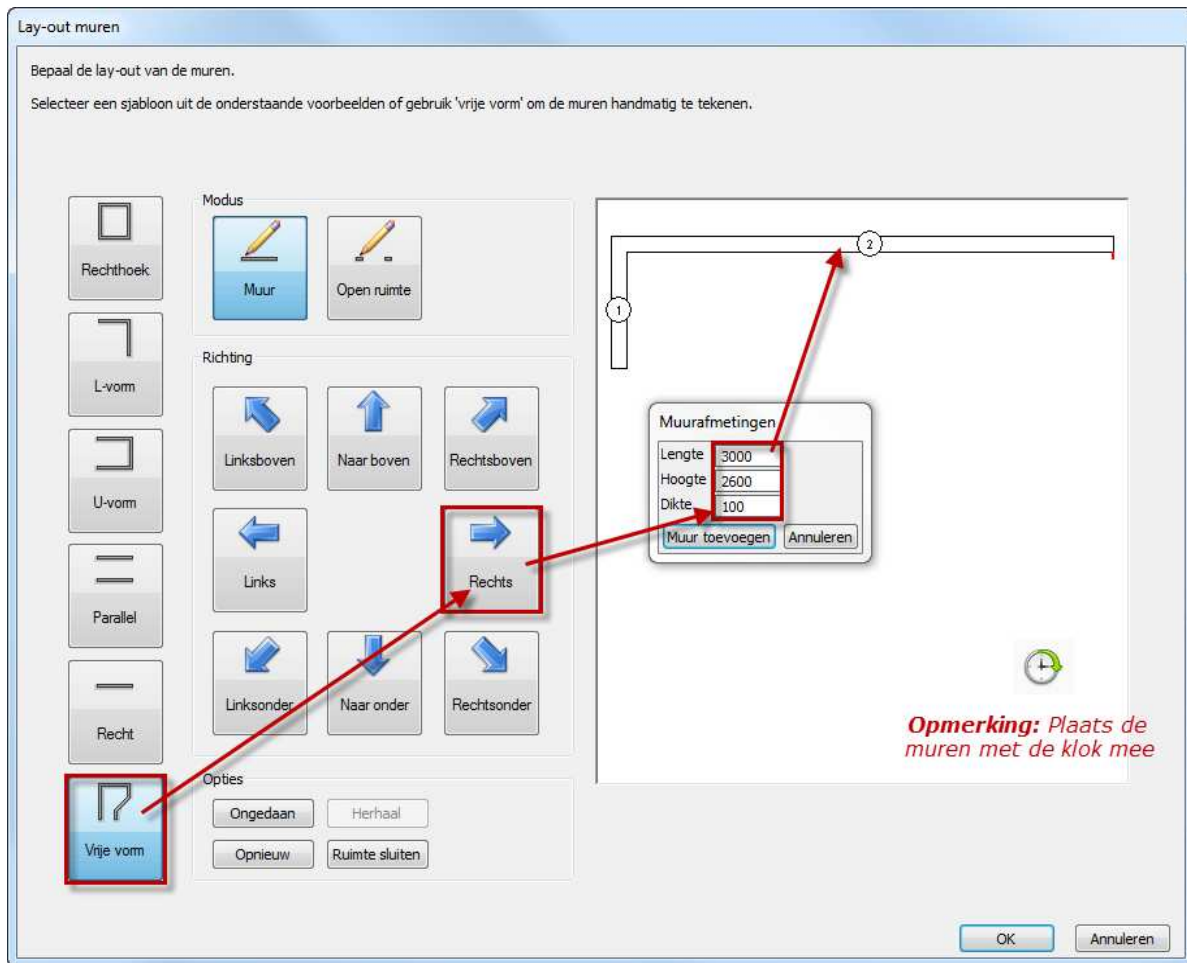 Lay-out muren
Bepaal de lay-out van de muren.
Selecteer een sjabloon uit de onderstaande voorbeelden of gebruik 'vrije vorm' om de muren handmatig te tekenen.
Rechthoek
L-vorm
U-vorm
Parallel
Recht
Vrije vorm
Modus
Muur
Open ruimte
Richting
Linksboven
Naar boven
Rechtsboven
Links
Rechts
Linksonder
Naar onder
Rechtsonder
Opties
Ongedaan
Herhaal
Opnieuw
Ruimte sluiten
2
1
Muurafmetingen
Lengte 3000
Hoogte 2600
Dikte 100
Muur toevoegen Annuleren
Opmerking: Plaats de
muren met de klok mee
OK Annuleren